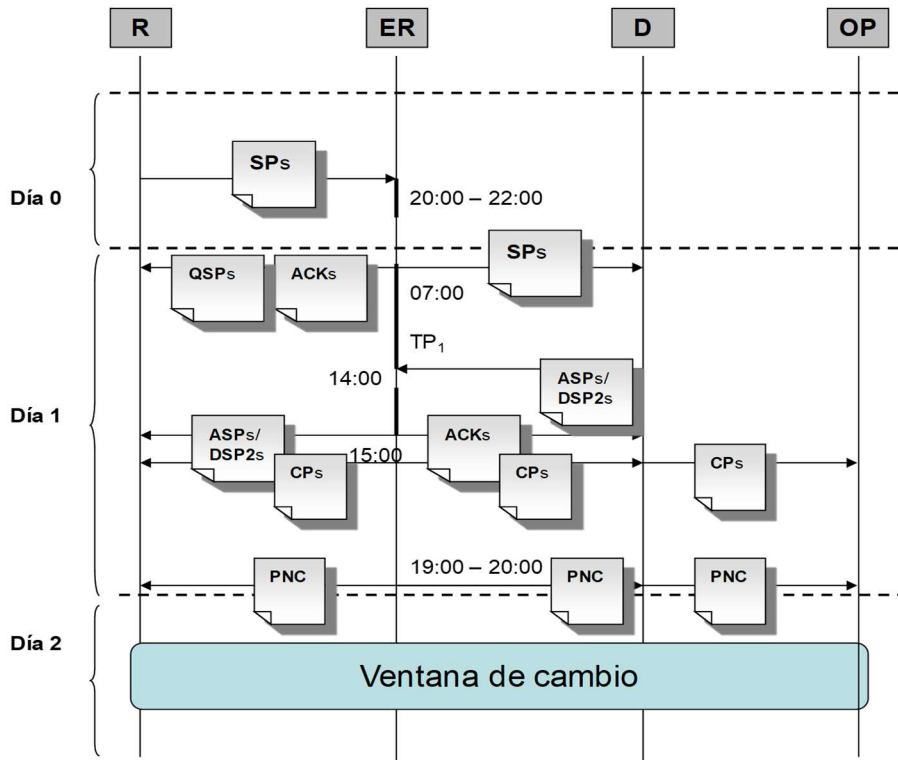 R ER D OP
SPs
Día 0
20:00 – 22:00
SPs
QSPs ACKs
07:00
TP1
14:00
ASPs/
DSP2s
Día 1
ASPs/
DSP2s
ACKs
15:00
CPs CPs CPs
19:00 – 20:00
PNC PNC PNC
Día 2
Ventana de cambio